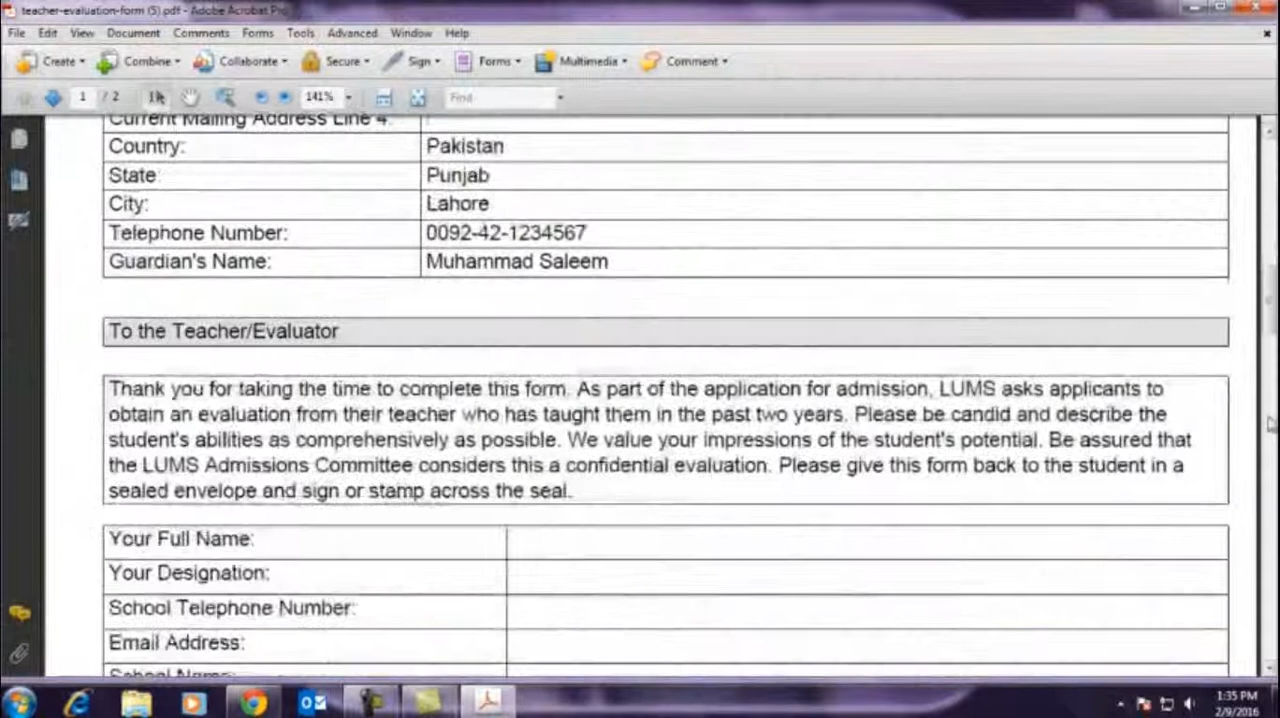 teacher-evaluation-form (5).pdf - Adobe Acrobat Pro
File Edit View Document Comments Forms Tools Advanced Window Help
Create Combine Collaborate Secure Sign Forms Multimedia Comment
1 / 2 141% Find
Current Mailing Address Line 4:
Country: Pakistan
State: Punjab
City: Lahore
Telephone Number: 0092-42-1234567
Guardian's Name: Muhammad Saleem
To the Teacher/Evaluator
Thank you for taking the time to complete this form. As part of the application for admission, LUMS asks applicants to
obtain an evaluation from their teacher who has taught them in the past two years. Please be candid and describe the
student's abilities as comprehensively as possible. We value your impressions of the student's potential. Be assured that
the LUMS Admissions Committee considers this a confidential evaluation. Please give this form back to the student in a
sealed envelope and sign or stamp across the seal.
Your Full Name:
Your Designation:
School Telephone Number:
Email Address:
School Name:
1:35 PM
2/9/2016